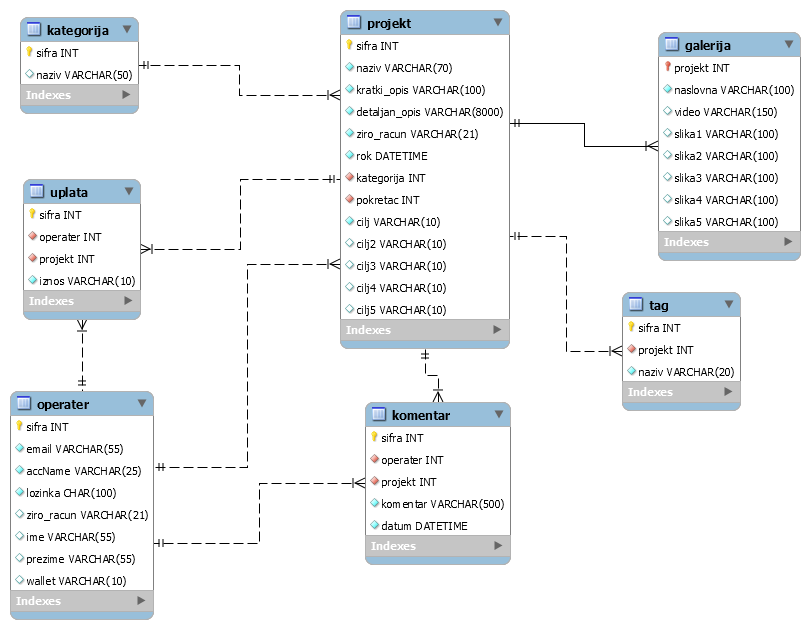 kategorija
sifra INT
naziv VARCHAR(50)
Indexes
projekt
sifra INT
naziv VARCHAR(70)
kratki_opis VARCHAR(100)
detaljan_opis VARCHAR(8000)
ziro_racun VARCHAR(21)
rok DATETIME
kategorija INT
pokretac INT
cilj VARCHAR(10)
cilj2 VARCHAR(10)
cilj3 VARCHAR(10)
cilj4 VARCHAR(10)
cilj5 VARCHAR(10)
Indexes
galerija
projekt INT
naslovna VARCHAR(100)
video VARCHAR(150)
slika1 VARCHAR(100)
slika2 VARCHAR(100)
slika3 VARCHAR(100)
slika4 VARCHAR(100)
slika5 VARCHAR(100)
Indexes
uplata
sifra INT
operater INT
projekt INT
iznos VARCHAR(10)
Indexes
tag
sifra INT
projekt INT
naziv VARCHAR(20)
Indexes
operater
sifra INT
email VARCHAR(55)
accName VARCHAR(25)
lozinka CHAR(100)
ziro_racun VARCHAR(21)
ime VARCHAR(55)
prezime VARCHAR(55)
wallet VARCHAR(10)
Indexes
komentar
sifra INT
operater INT
projekt INT
komentar VARCHAR(500)
datum DATETIME
Indexes